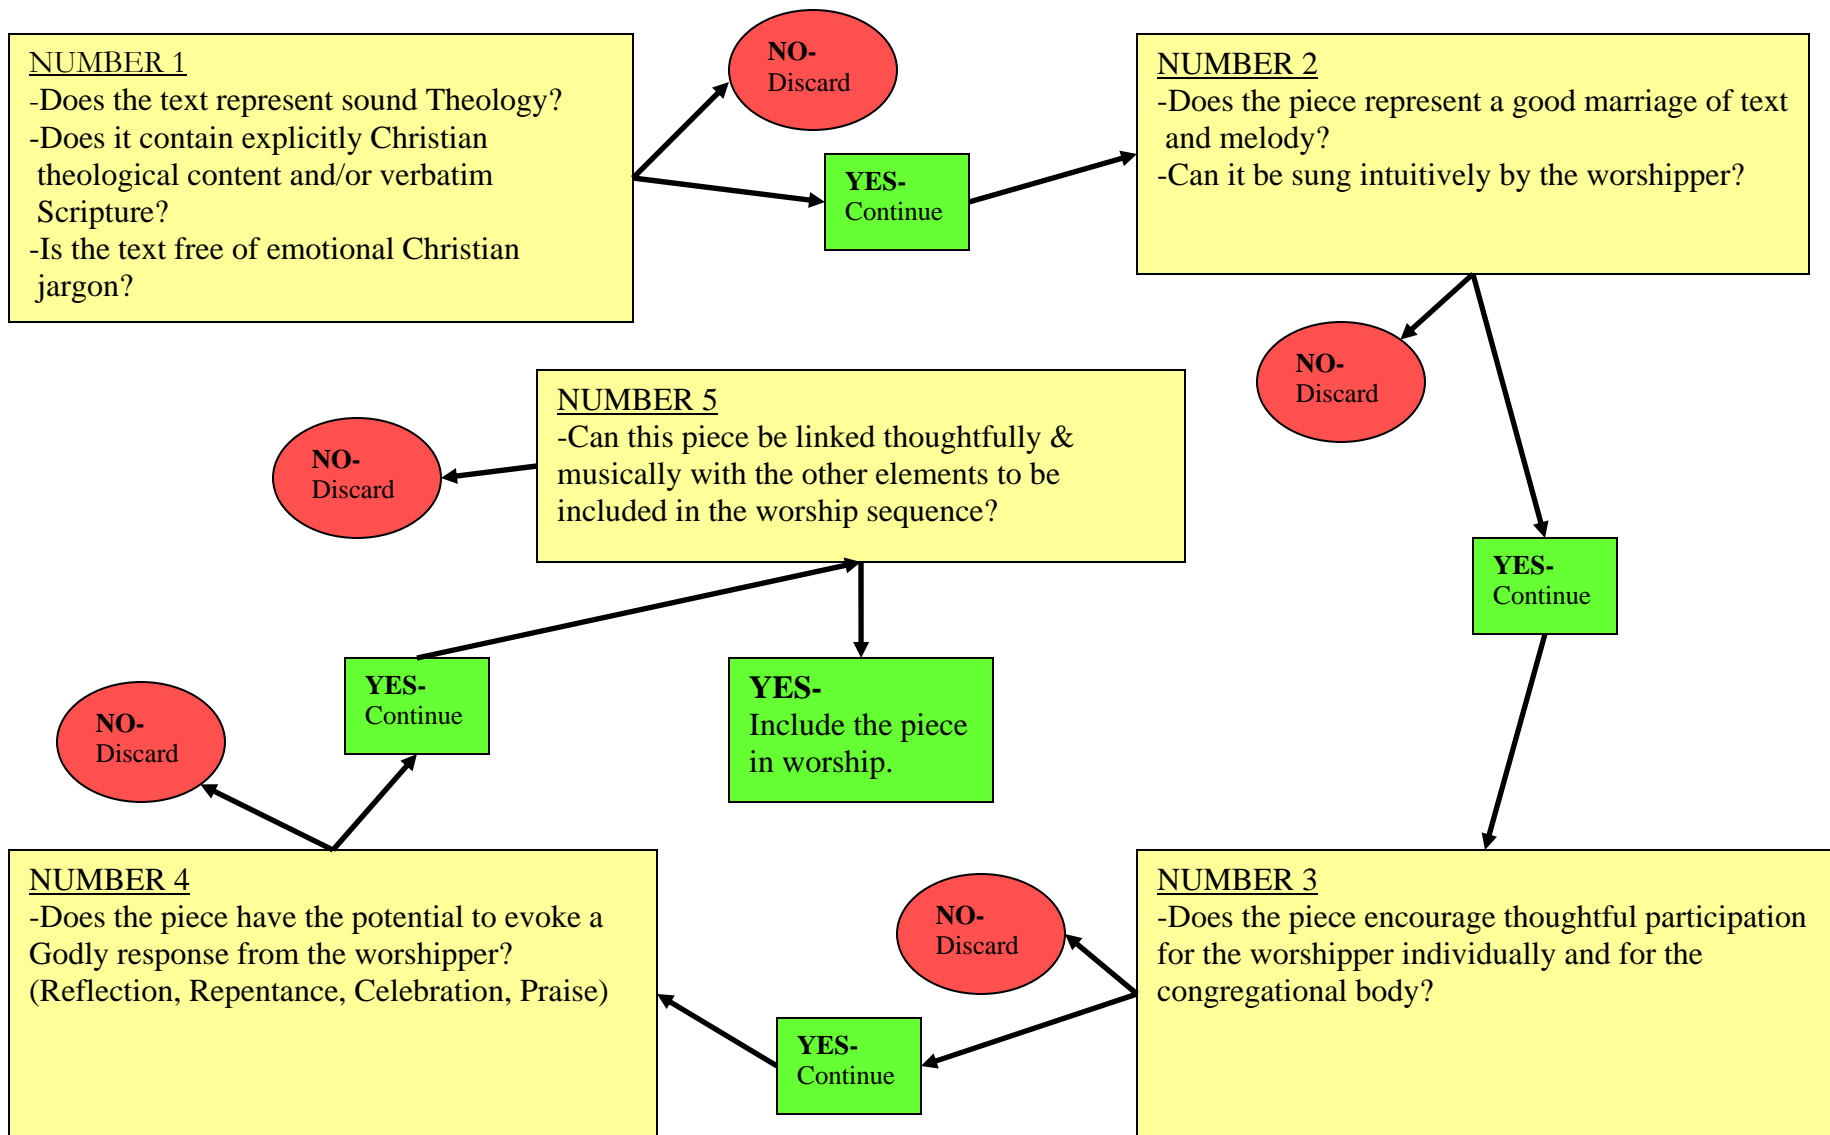 NUMBER 1
-Does the text represent sound Theology?
-Does it contain explicitly Christian
theological content and/or verbatim
Scripture?
-Is the text free of emotional Christian
jargon?
NO-
Discard
YES-
Continue
NUMBER 2
-Does the piece represent a good marriage of text
and melody?
-Can it be sung intuitively by the worshipper?
NO-
Discard
YES-
Continue
NUMBER 3
-Does the piece encourage thoughtful participation
for the worshipper individually and for the
congregational body?
NO-
Discard
YES-
Continue
NUMBER 4
-Does the piece have the potential to evoke a
Godly response from the worshipper?
(Reflection, Repentance, Celebration, Praise)
NO-
Discard
YES-
Continue
NUMBER 5
-Can this piece be linked thoughtfully &
musically with the other elements to be
included in the worship sequence?
NO-
Discard
YES-
Include the piece
in worship.